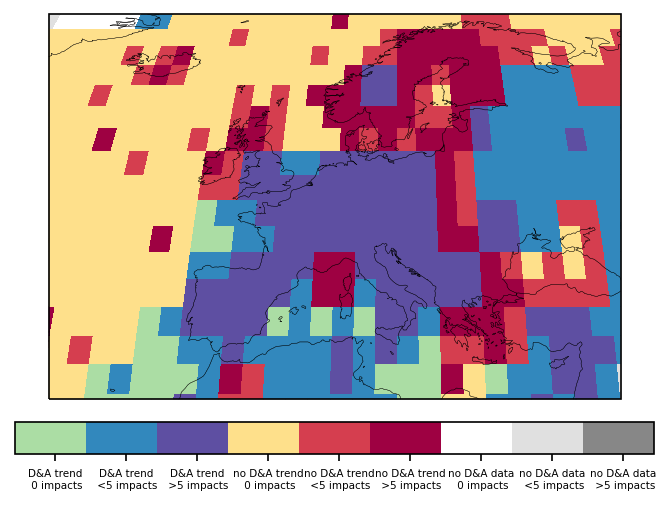 D&A trend D&A trend D&A trend no D&A trend no D&A trend no D&A trend no D&A data no D&A data no D&A data
0 impacts <5 impacts >5 impacts 0 impacts <5 impacts >5 impacts 0 impacts <5 impacts >5 impacts